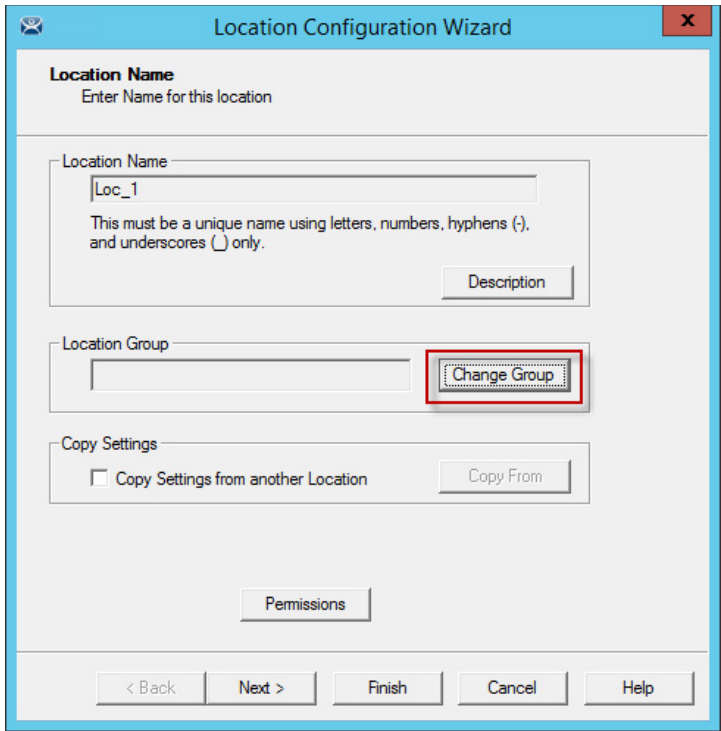 Location Configuration Wizard
x
Location Name
Enter Name for this location
Location Name
Loc_1
This must be a unique name using letters, numbers, hyphens (-),
and underscores (_) only.
Description
Location Group
Change Group
Copy Settings
Copy Settings from another Location
Copy From
Permissions
< Back Next > Finish Cancel Help